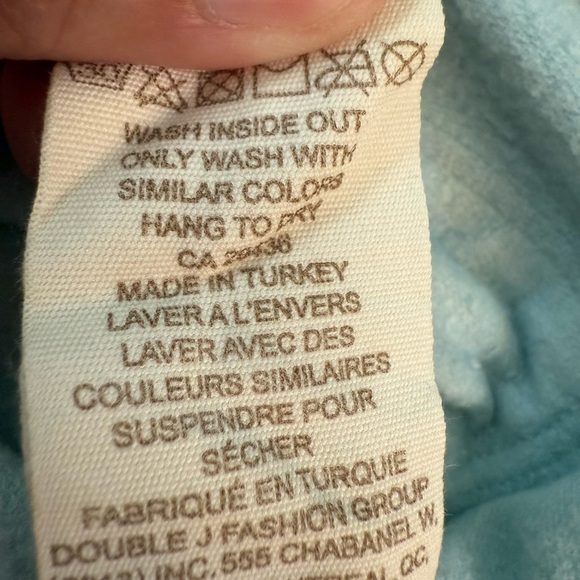 WASH INSIDE OUT
ONLY WASH WITH
SIMILAR COLORS
HANG TO DRY
CA
MADE IN TURKEY
LAVER A L'ENVERS
LAVER AVEC DES
COULEURS SIMILAIRES
SUSPENDRE POUR
SÉCHER
FABRIQUÉ EN TURQUIE
DOUBLE J FASHION GROUP
INC. 555 CHABANEL W.
QC.